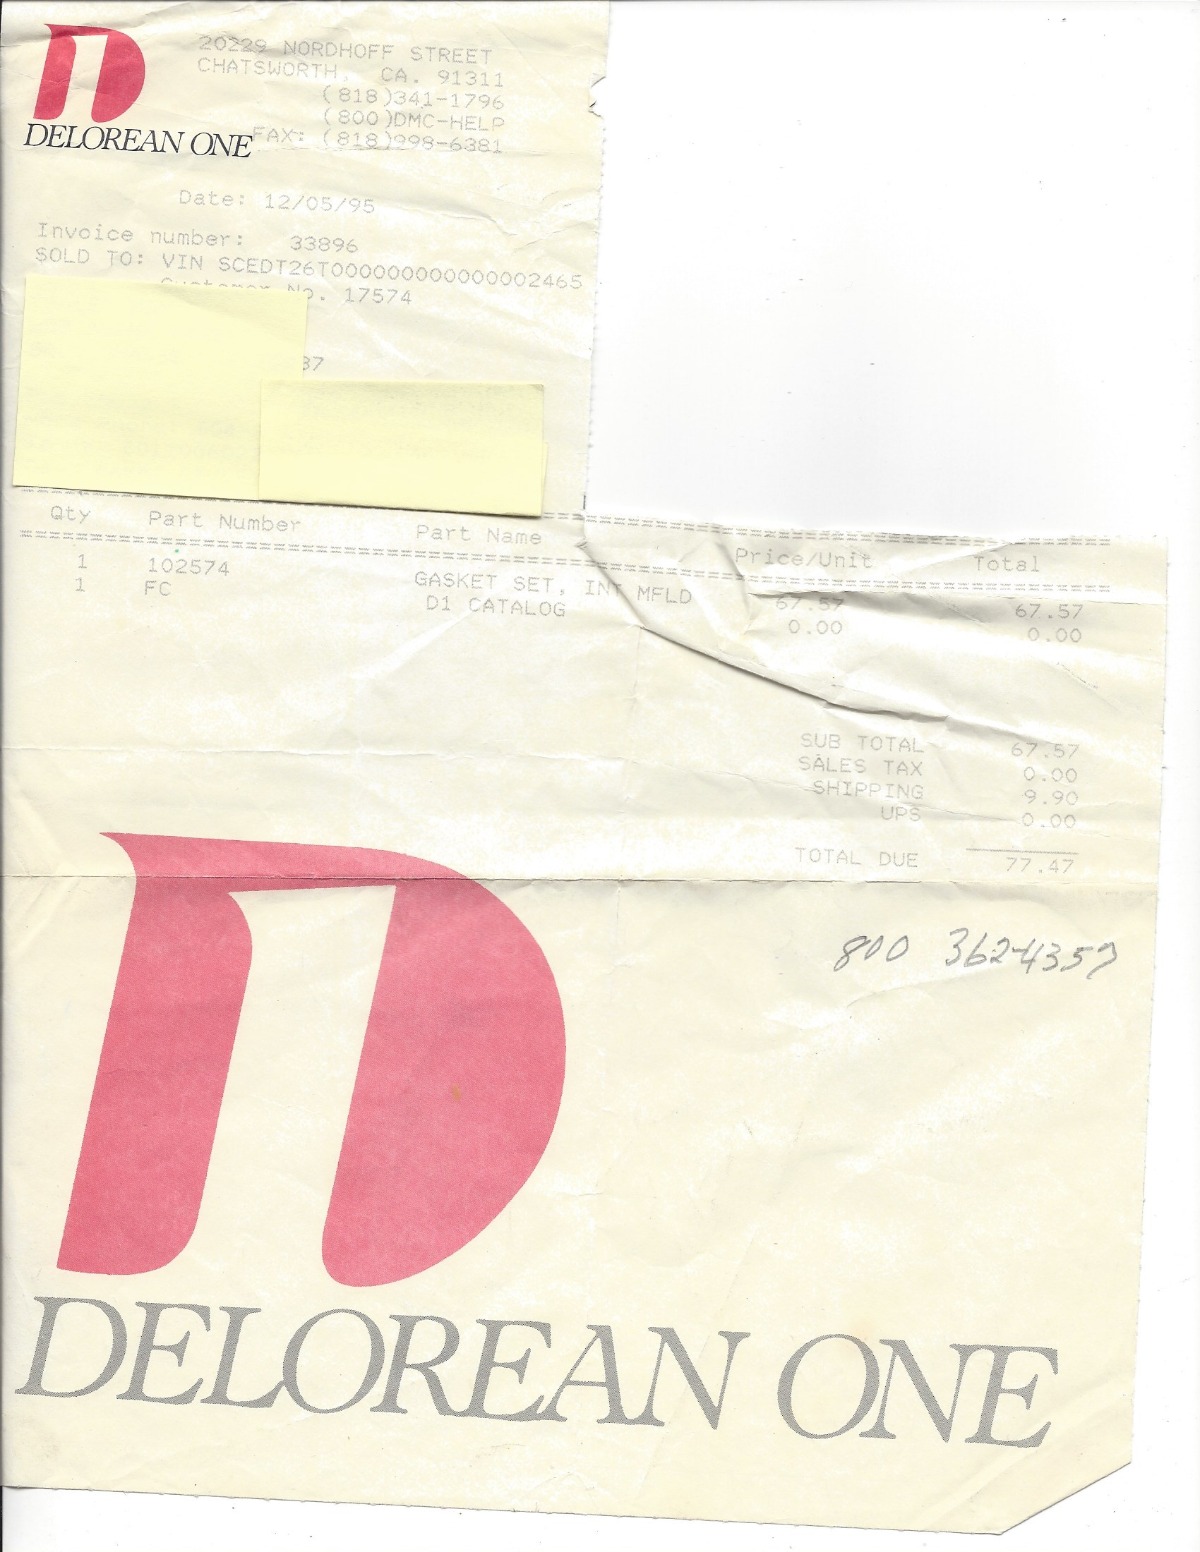 DELOREAN ONE
20229 NORDHOFF STREET
CHATSWORTH, CA. 91311
(818)341-1796
(800)DMC-HELP
FAX: (818)998-6381
Date: 12/05/95
Invoice number: 33896
SOLD TO: VIN SCEDT26T0000000000000002465
Customer No. 17574
37
Qty Part Number Part Name Price/Unit Total
1 102574 GASKET SET, INT MFLD 67.57 67.57
1 FC D1 CATALOG 0.00 0.00
SUB TOTAL 67.57
SALES TAX 0.00
SHIPPING 9.90
UPS 0.00
TOTAL DUE 77.47
800 362-4357
DELOREAN ONE